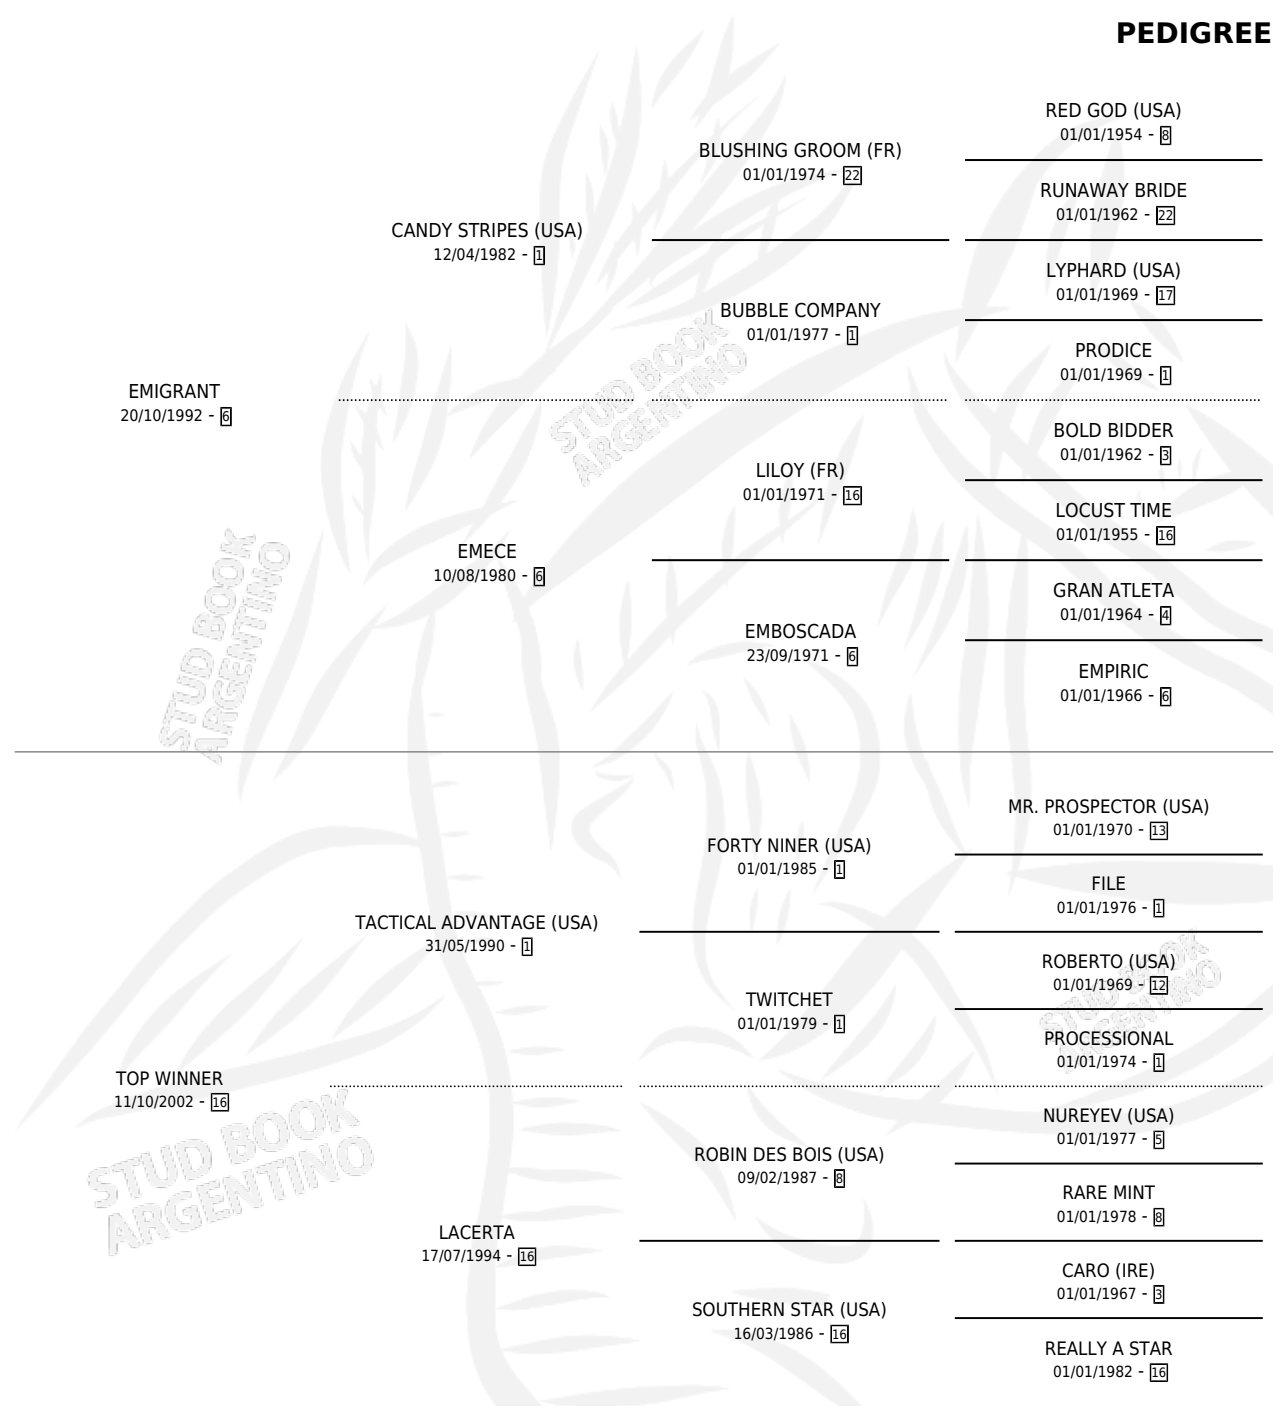 PEDIGREE
RED GOD (USA)
01/01/1954 - 8
BLUSHING GROOM (FR)
01/01/1974 - 22
RUNAWAY BRIDE
01/01/1962 - 22
CANDY STRIPES (USA)
12/04/1982 - 1
LYPHARD (USA)
01/01/1969 - 17
BUBBLE COMPANY
01/01/1977 - 1
PRODICE
01/01/1969 - 1
EMIGRANT
20/10/1992 - 6
BOLD BIDDER
01/01/1962 - 3
LILOY (FR)
01/01/1971 - 16
LOCUST TIME
01/01/1955 - 16
EMECE
10/08/1980 - 6
GRAN ATLETA
01/01/1964 - 4
EMBOSCADA
23/09/1971 - 6
EMPIRIC
01/01/1966 - 6
MR. PROSPECTOR (USA)
01/01/1970 - 13
FORTY NINER (USA)
01/01/1985 - 1
FILE
01/01/1976 - 1
TACTICAL ADVANTAGE (USA)
31/05/1990 - 1
ROBERTO (USA)
01/01/1969 - 12
TWITCHET
01/01/1979 - 1
PROCESSIONAL
01/01/1974 - 1
TOP WINNER
11/10/2002 - 16
NUREYEV (USA)
01/01/1977 - 5
ROBIN DES BOIS (USA)
09/02/1987 - 8
RARE MINT
01/01/1978 - 8
LACERTA
17/07/1994 - 16
CARO (IRE)
01/01/1967 - 3
SOUTHERN STAR (USA)
16/03/1986 - 16
REALLY A STAR
01/01/1982 - 16
STUD BOOK
ARGENTINO
STUD BOOK
ARGENTINO
STUD BOOK
ARGENTINO
STUD BOOK
ARGENTINO